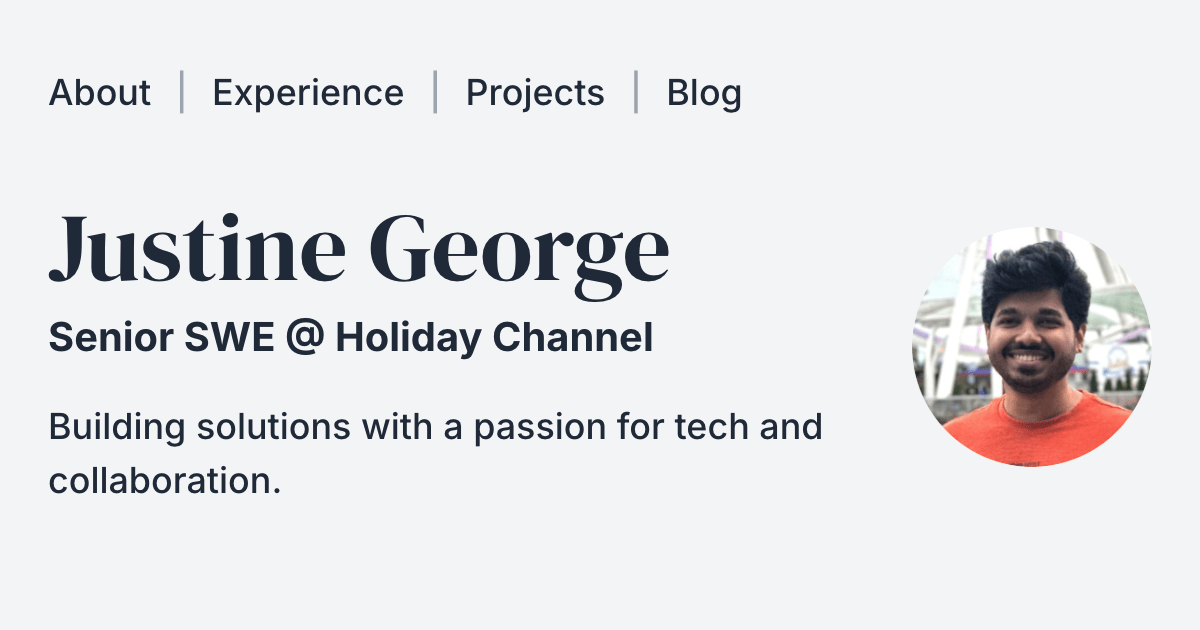 About | Experience | Projects | Blog
Justine George
Senior SWE @ Holiday Channel
Building solutions with a passion for tech and
collaboration.